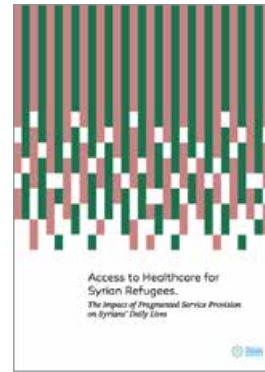 Access to Healthcare for
Syrian Refugees.
The Impact of Fragmented Service Provision
on Syrians' Daily Lives